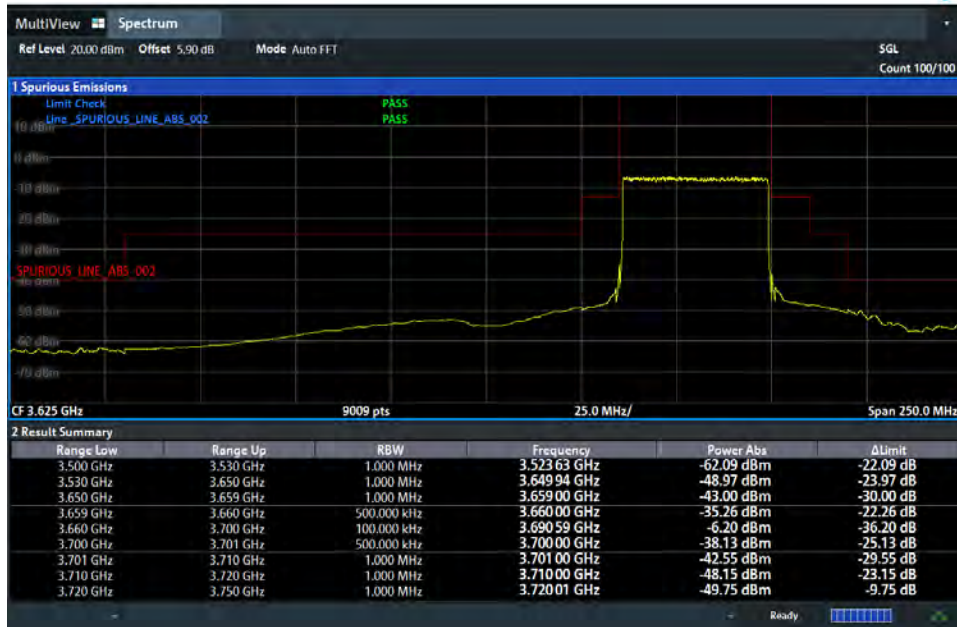 MultiView Spectrum
Ref Level 20.00 dBm Offset 5.90 dB Mode Auto FFT SGL
Count 100/100
1 Spurious Emissions
Limit Check PASS
Line _SPURIOUS_LINE_ABS_002 PASS
10 dBm
0 dBm
-10 dBm
-20 dBm
-30 dBm
SPURIOUS_LINE_ABS_002
-40 dBm
-50 dBm
-60 dBm
-70 dBm
CF 3.625 GHz 9009 pts 25.0 MHz/ Span 250.0 MHz
2 Result Summary
Range Low Range Up RBW Frequency Power Abs ΔLimit
3.500 GHz 3.530 GHz 1.000 MHz 3.523 63 GHz -62.09 dBm -22.09 dB
3.530 GHz 3.650 GHz 1.000 MHz 3.649 94 GHz -48.97 dBm -23.97 dB
3.650 GHz 3.659 GHz 1.000 MHz 3.659 00 GHz -43.00 dBm -30.00 dB
3.659 GHz 3.660 GHz 500.000 kHz 3.660 00 GHz -35.26 dBm -22.26 dB
3.660 GHz 3.700 GHz 100.000 kHz 3.690 59 GHz -6.20 dBm -36.20 dB
3.700 GHz 3.701 GHz 500.000 kHz 3.700 00 GHz -38.13 dBm -25.13 dB
3.701 GHz 3.710 GHz 1.000 MHz 3.701 00 GHz -42.55 dBm -29.55 dB
3.710 GHz 3.720 GHz 1.000 MHz 3.710 00 GHz -48.15 dBm -23.15 dB
3.720 GHz 3.750 GHz 1.000 MHz 3.720 01 GHz -49.75 dBm -9.75 dB
Ready